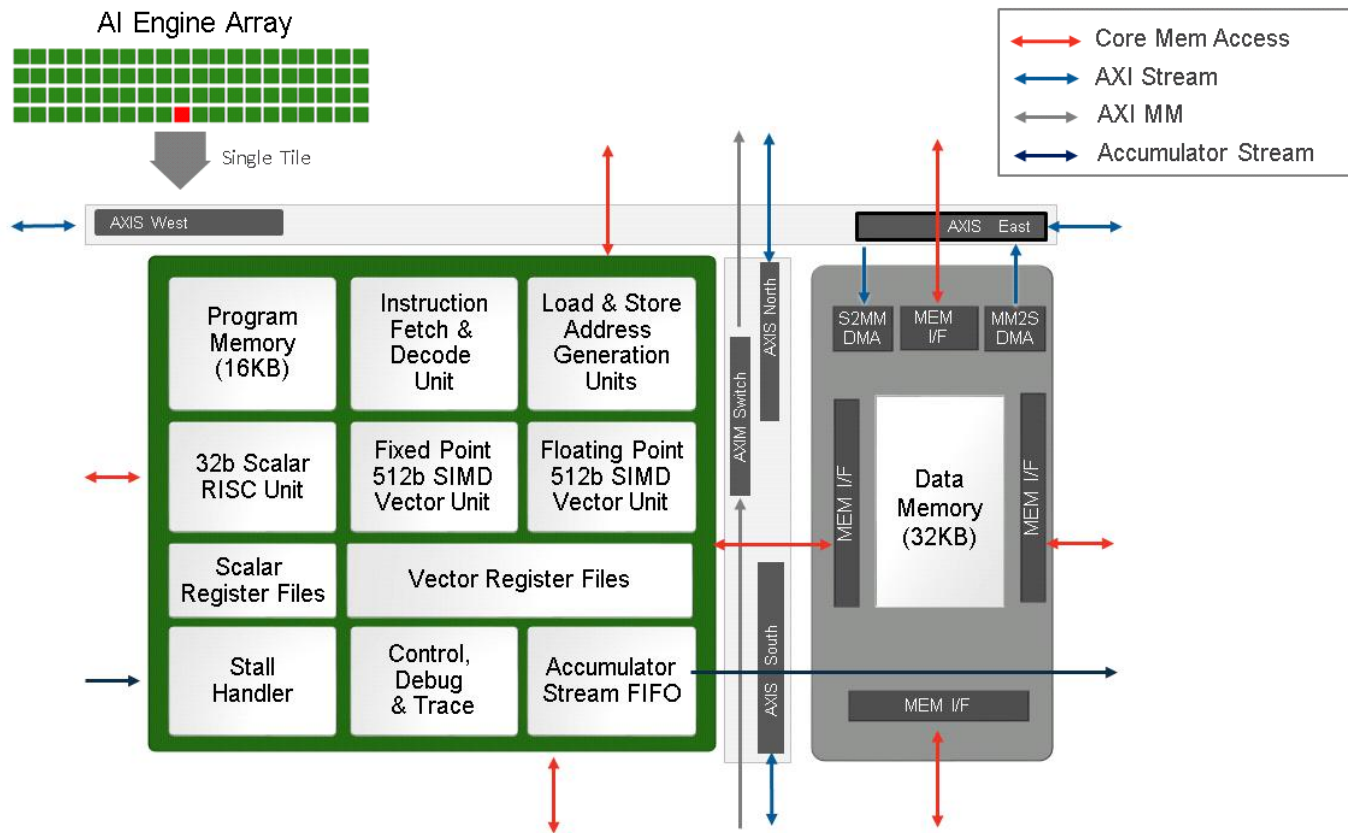 AI Engine Array
Single Tile
Core Mem Access
AXI Stream
AXI MM
Accumulator Stream
AXIS West
AXIS East
Program
Memory
(16KB)
Instruction
Fetch &
Decode
Unit
Load & Store
Address
Generation
Units
32b Scalar
RISC Unit
Fixed Point
512b SIMD
Vector Unit
Floating Point
512b SIMD
Vector Unit
Scalar
Register Files
Vector Register Files
Stall
Handler
Control,
Debug
& Trace
Accumulator
Stream FIFO
AXIM Switch
AXIS North
AXIS South
S2MM
DMA
MEM
I/F
MM2S
DMA
MEM I/F
Data
Memory
(32KB)
MEM I/F
MEM I/F